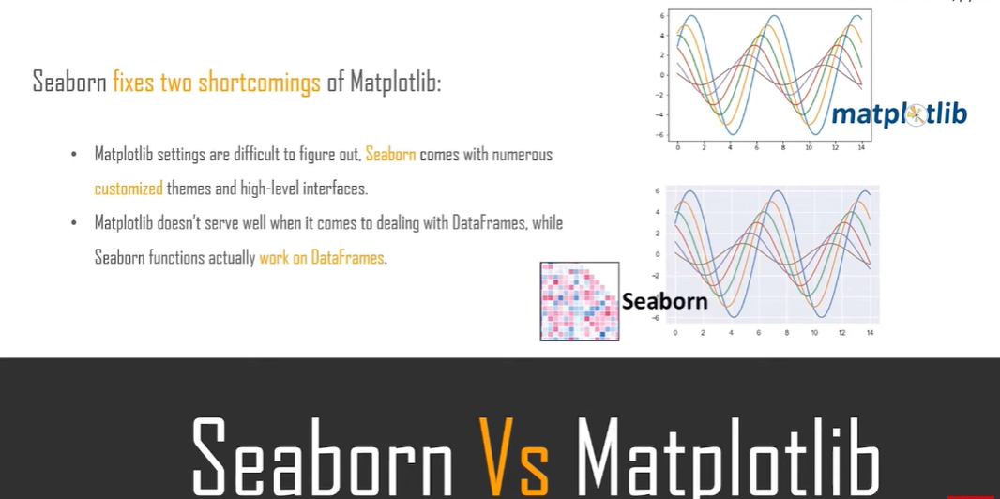 Seaborn fixes two shortcomings of Matplotlib:
• Matplotlib settings are difficult to figure out, Seaborn comes with numerous
customized themes and high-level interfaces.
• Matplotlib doesn't serve well when it comes to dealing with DataFrames, while
Seaborn functions actually work on DataFrames.
6
4
2
0
−2
−4
−6
0 2 4 6 8 10 12 14
matplotlib
6
4
2
0
−2
−6
0 2 4 6 8 10 12 14
Seaborn
Seaborn Vs Matplotlib